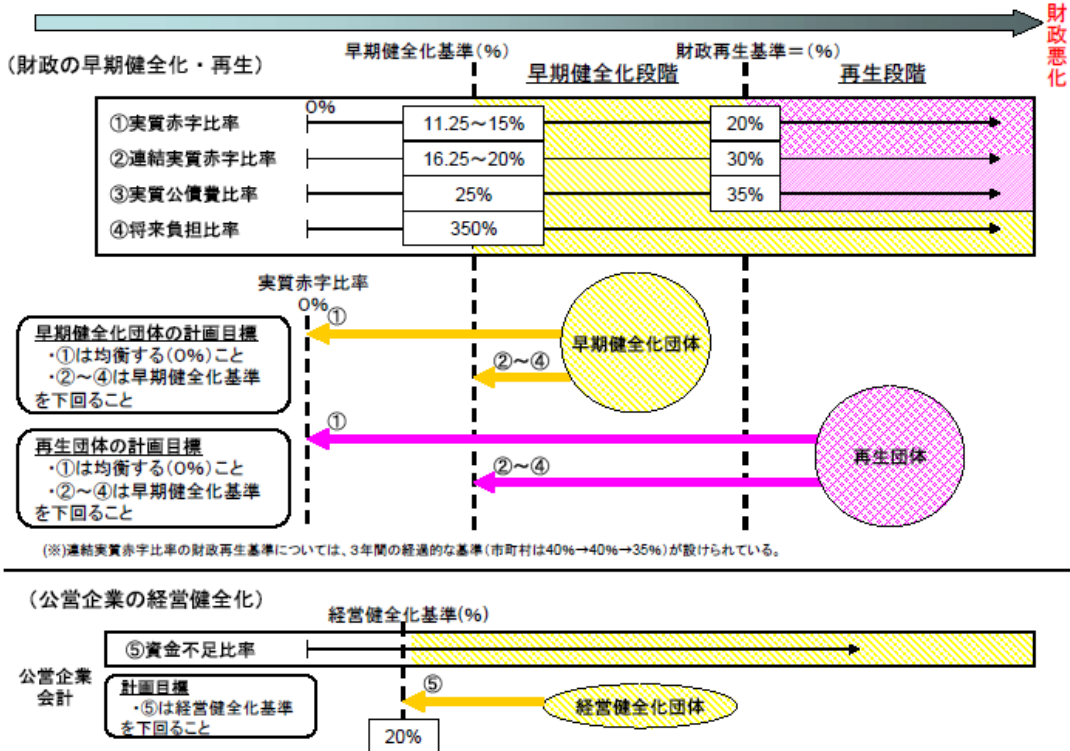 財政悪化
(財政の早期健全化・再生)
早期健全化基準(%)
財政再生基準=(%)
早期健全化段階
再生段階
0%
①実質赤字比率
11.25~15%
20%
②連結実質赤字比率
16.25~20%
30%
③実質公債費比率
25%
35%
④将来負担比率
350%
実質赤字比率
0%
早期健全化団体の計画目標
・①は均衡する(0%)こと
・②~④は早期健全化基準
を下回ること
①
②~④
早期健全化団体
再生団体の計画目標
・①は均衡する(0%)こと
・②~④は早期健全化基準
を下回ること
①
②~④
再生団体
(※)連結実質赤字比率の財政再生基準については、3年間の経過的な基準(市町村は40%→40%→35%)が設けられている。
(公営企業の経営健全化)
経営健全化基準(%)
⑤資金不足比率
公営企業
会計
計画目標
・⑤は経営健全化基準
を下回ること
⑤
経営健全化団体
20%